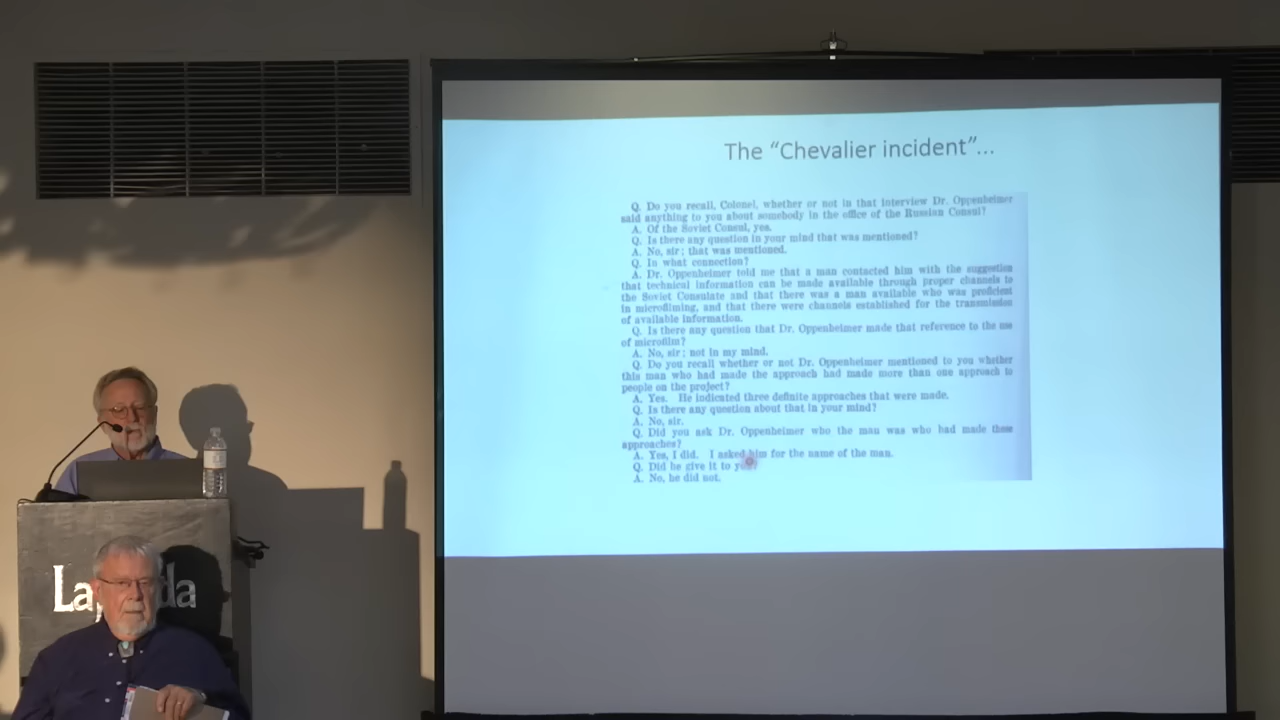 The “Chevalier incident”...
Q. Do you recall, Colonel, whether or not in that interview Dr. Oppenheimer
said anything to you about somebody in the office of the Russian Consul?
A. Of the Soviet Consul, yes.
Q. Is there any question in your mind that was mentioned?
A. No, sir; that was mentioned.
Q. In what connection?
A. Dr. Oppenheimer told me that a man contacted him with the suggestion
that technical information can be made available through proper channels to
the Soviet Consulate and that there was a man available who was proficient
in microfilming, and that there were channels established for the transmission
of available information.
Q. Is there any question that Dr. Oppenheimer made that reference to the use
of microfilm?
A. No, sir; not in my mind.
Q. Do you recall whether or not Dr. Oppenheimer mentioned to you whether
this man who had made the approach had made more than one approach to
people on the project?
A. Yes. He indicated three definite approaches that were made.
Q. Is there any question about that in your mind?
A. No, sir.
Q. Did you ask Dr. Oppenheimer who the man was who had made these
approaches?
A. Yes, I did. I asked him for the name of the man.
Q. Did he give it to you?
A. No, he did not.